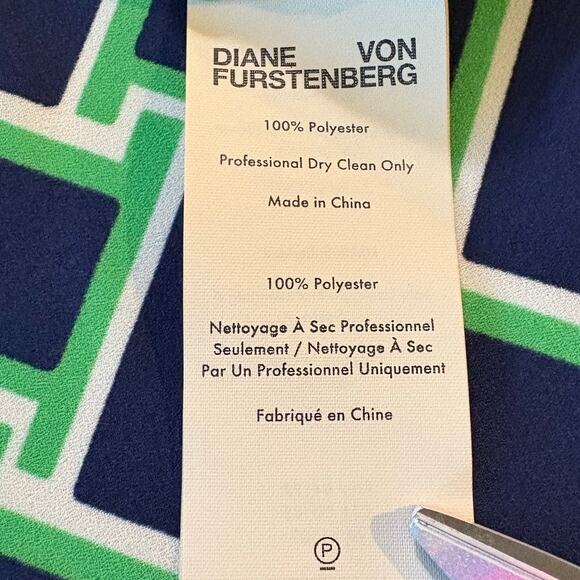 DIANE VON
FURSTENBERG
100% Polyester
Professional Dry Clean Only
Made in China
100% Polyester
Nettoyage À Sec Professionnel
Seulement / Nettoyage À Sec
Par Un Professionnel Uniquement
Fabriqué en Chine
P